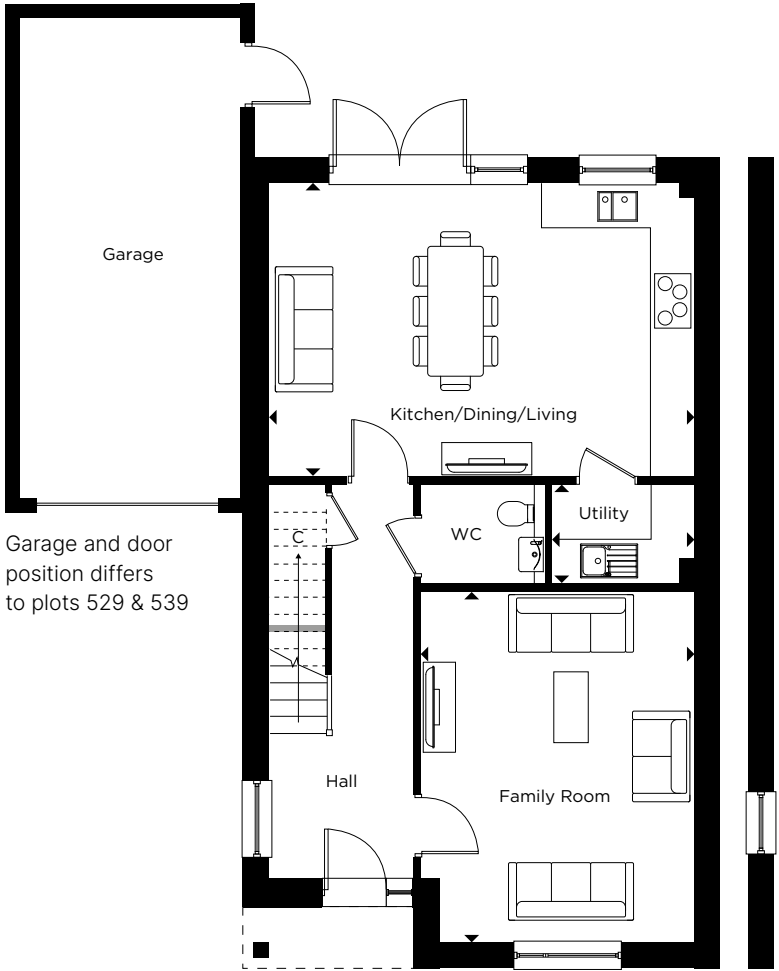 Garage
Kitchen/Dining/Living
Garage and door
position differs
to plots 529 & 539
C
WC
Utility
Hall
Family Room